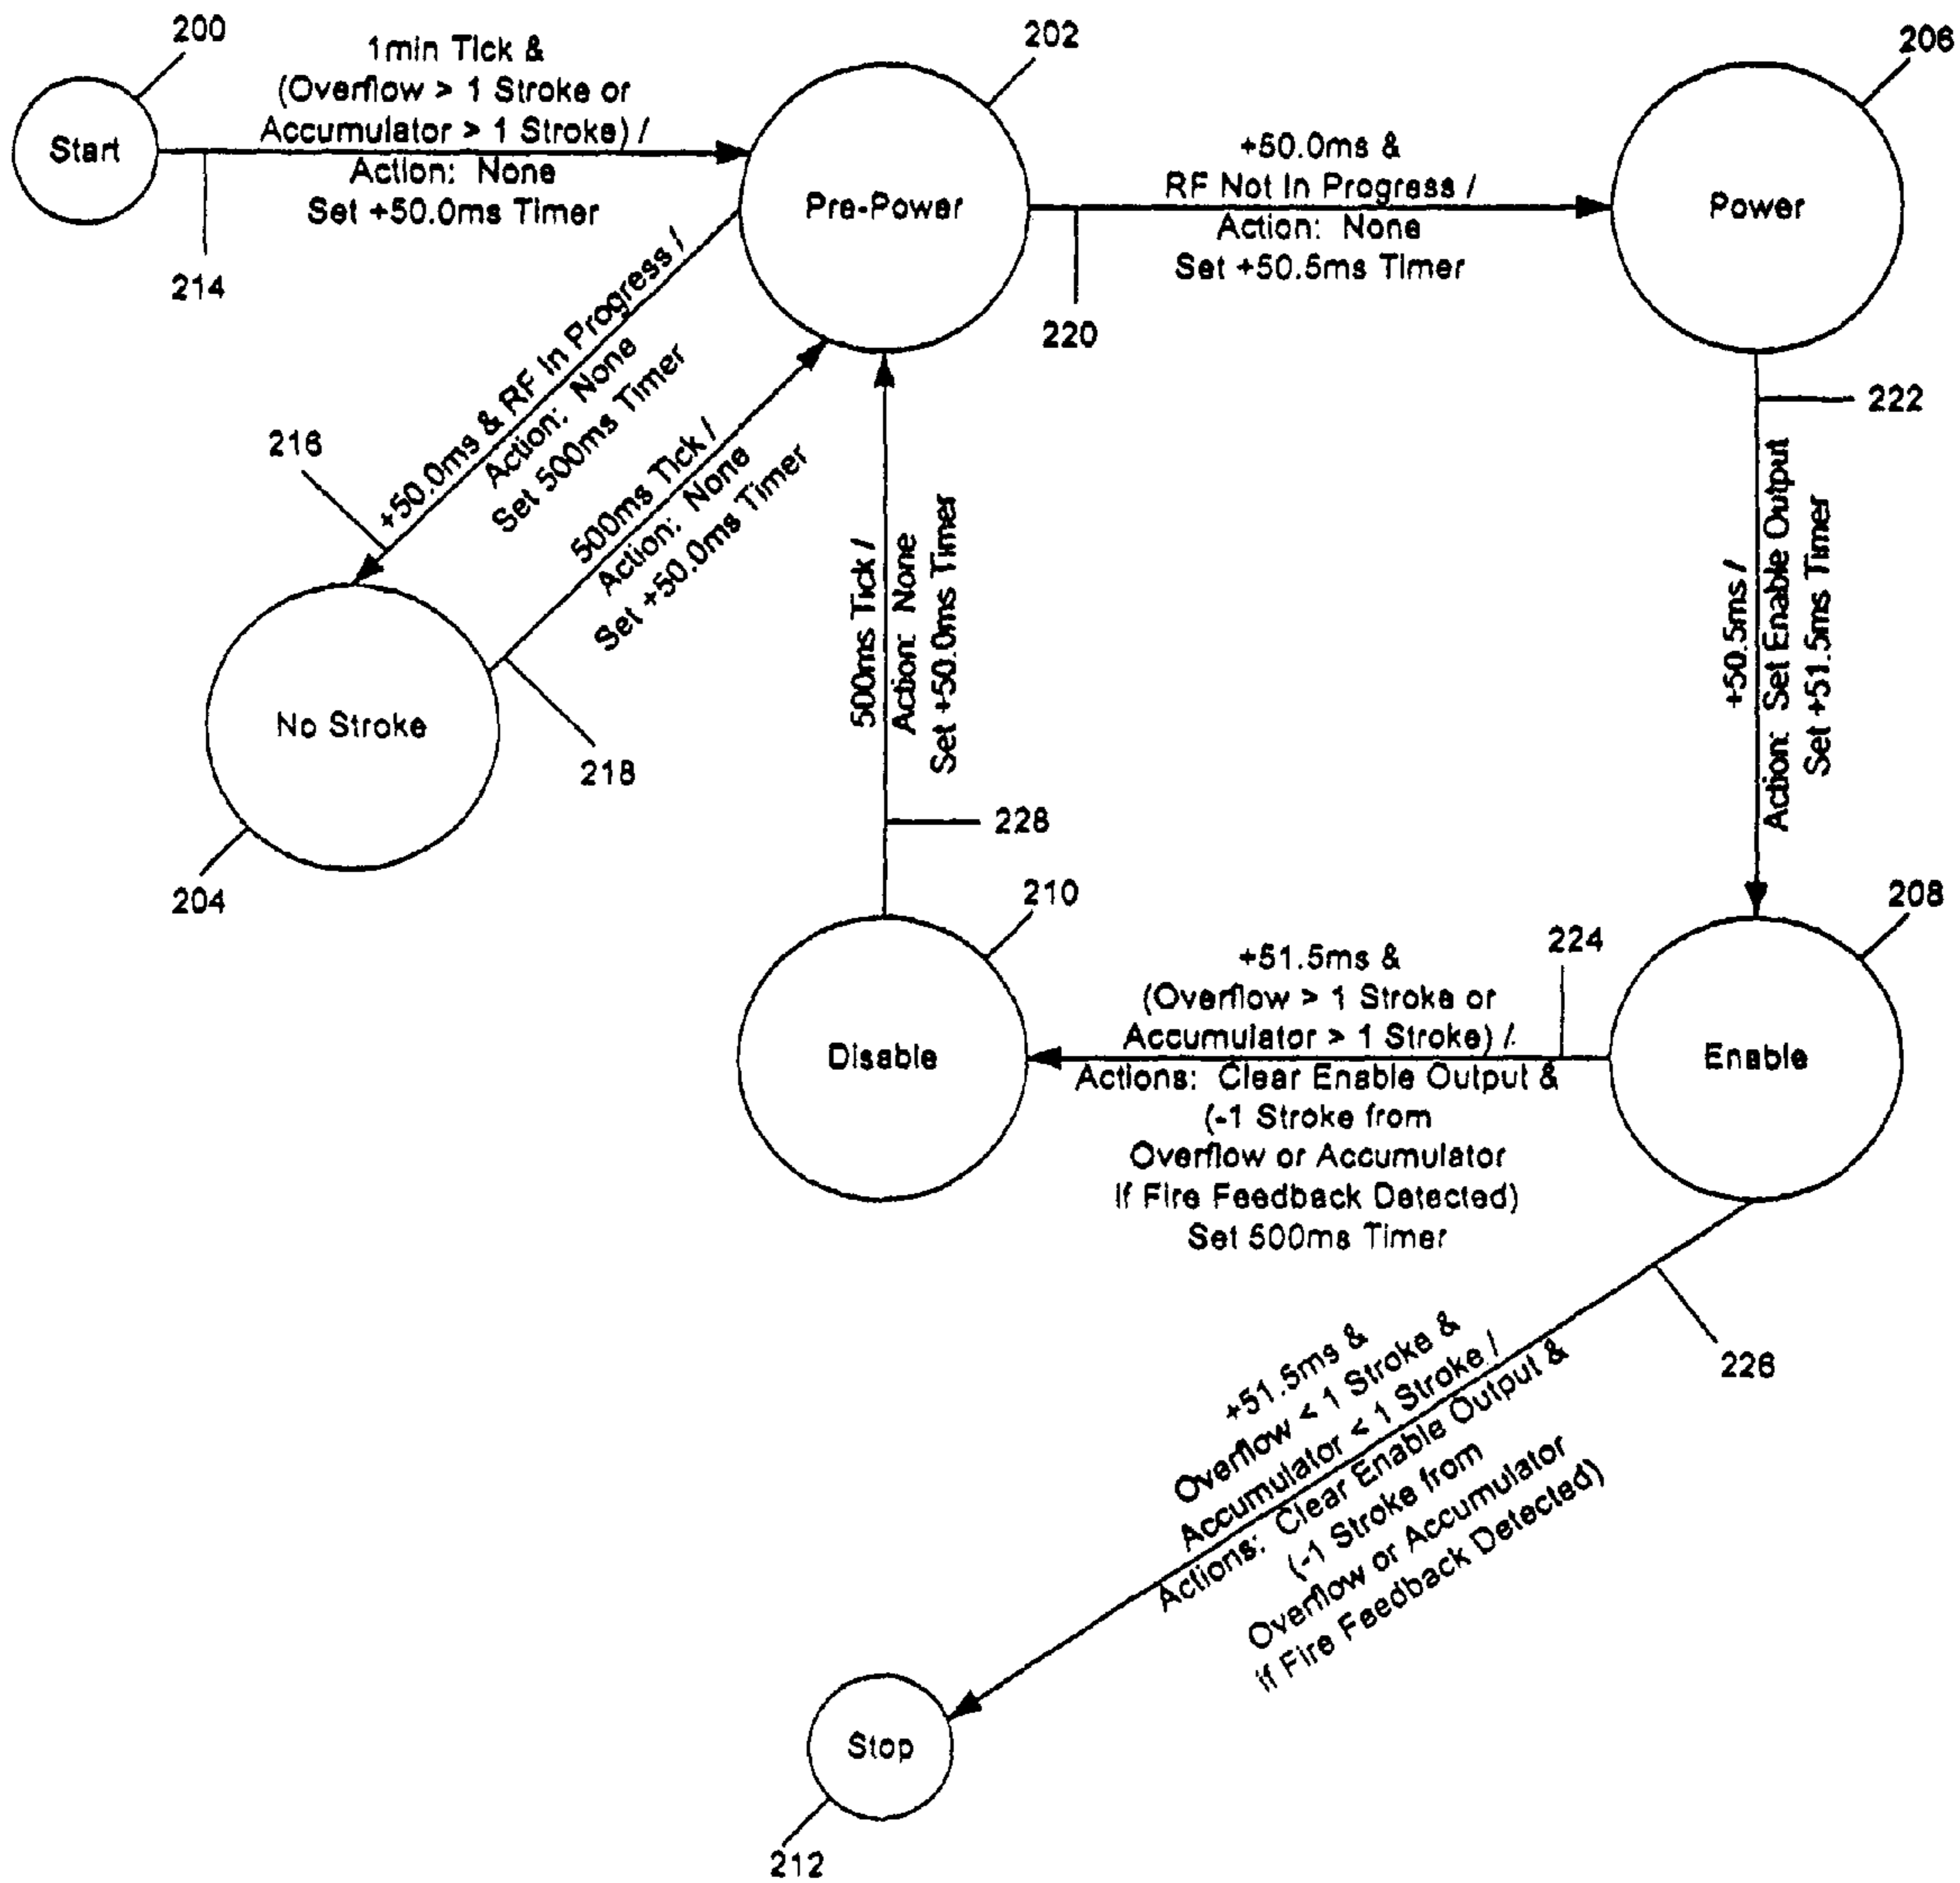 200
1min Tick &
(Overflow > 1 Stroke or
Accumulator > 1 Stroke) /
Action: None
Set +50.0ms Timer
Start
214
202
Pre-Power
+50.0ms &
RF Not In Progress /
Action: None
Set +50.5ms Timer
220
206
Power
+50.0ms & RF In Progress /
Action: None
Set 500ms Timer
216
500ms Tick /
Action: None
Set +50.0ms Timer
218
No Stroke
204
500ms Tick /
Action: None
Set +50.0ms Timer
228
222
+50.5ms /
Action: Set Enable Output
Set +51.5ms Timer
210
Disable
+51.5ms &
(Overflow > 1 Stroke or
Accumulator > 1 Stroke) /
Actions: Clear Enable Output &
(-1 Stroke from
Overflow or Accumulator
if Fire Feedback Detected)
Set 500ms Timer
224
208
Enable
+51.5ms &
Overflow < 1 Stroke &
Accumulator < 1 Stroke /
Actions: Clear Enable Output &
(-1 Stroke from
Overflow or Accumulator
if Fire Feedback Detected)
226
Stop
212